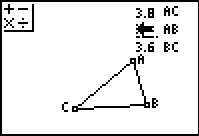 + -
× ÷
3.8 AC
AB
3.6 BC
A
C B